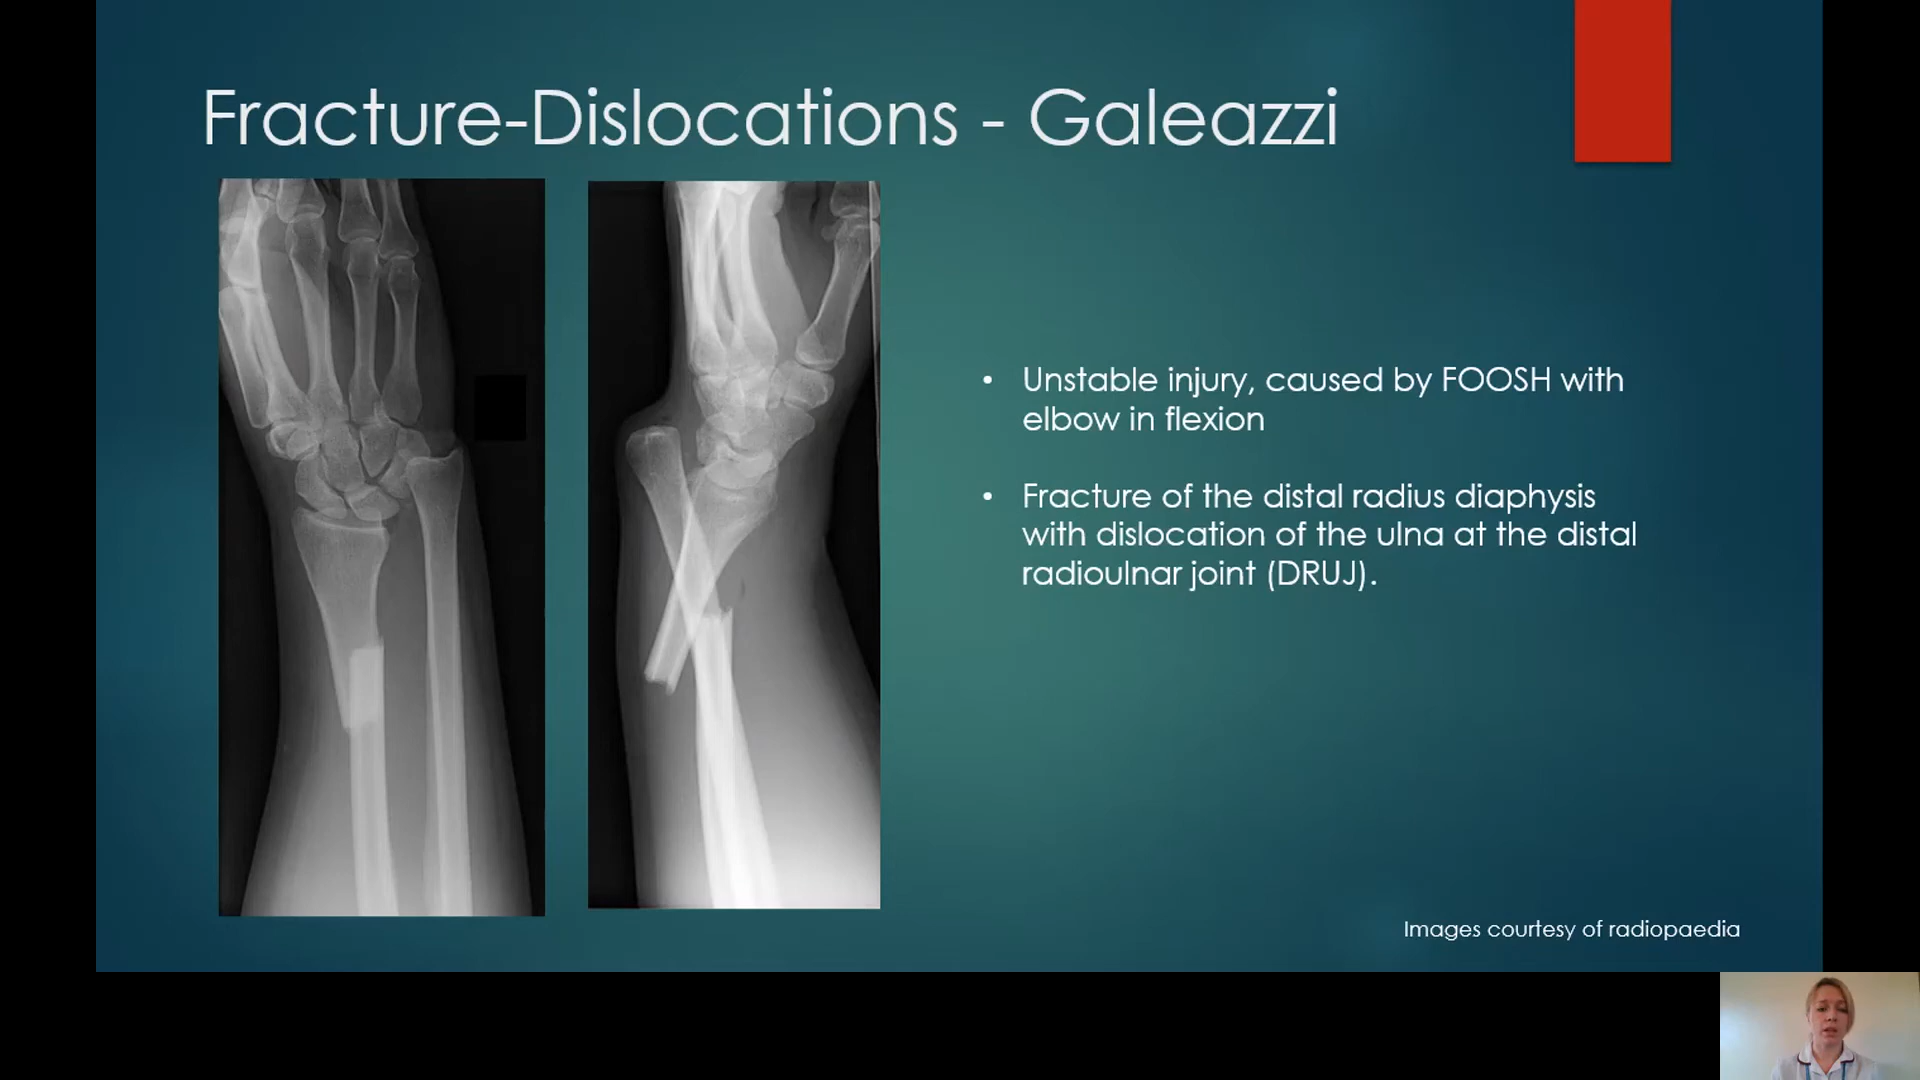 Fracture-Dislocations - Galeazzi
• Unstable injury, caused by FOOSH with
elbow in flexion
• Fracture of the distal radius diaphysis
with dislocation of the ulna at the distal
radioulnar joint (DRUJ).
Images courtesy of radiopaedia